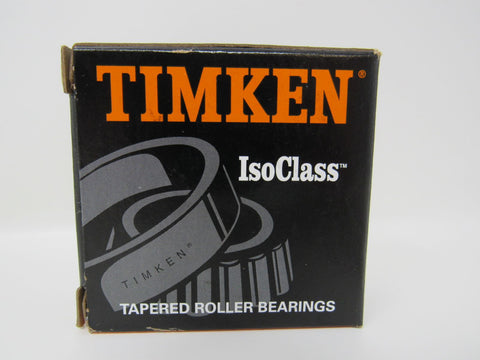 TIMKEN®
IsoClass™
TIMKEN®
TAPERED ROLLER BEARINGS